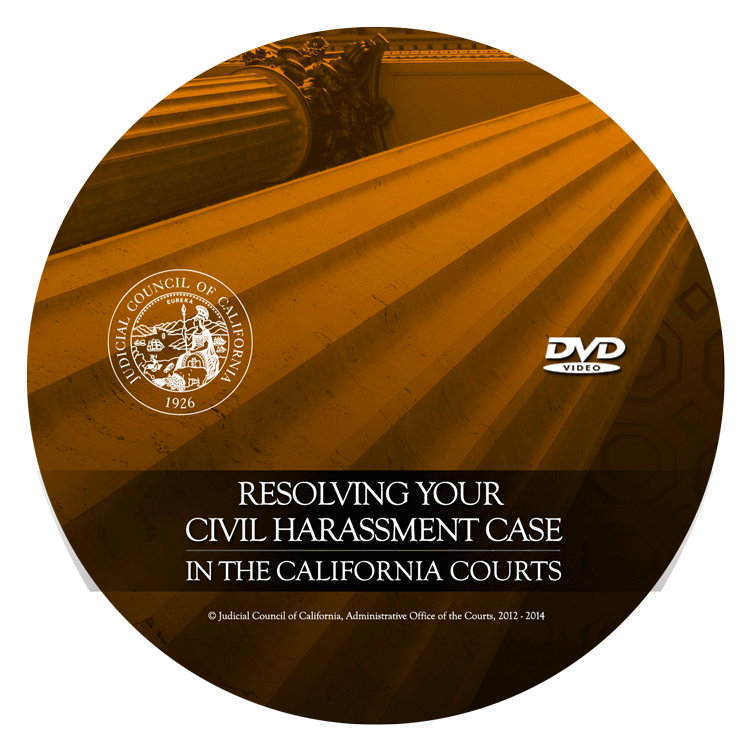 JUDICIAL COUNCIL OF CALIFORNIA
EUREKA
1926
DVD
VIDEO
RESOLVING YOUR
CIVIL HARASSMENT CASE
IN THE CALIFORNIA COURTS
© Judicial Council of California, Administrative Office of the Courts, 2012 - 2014